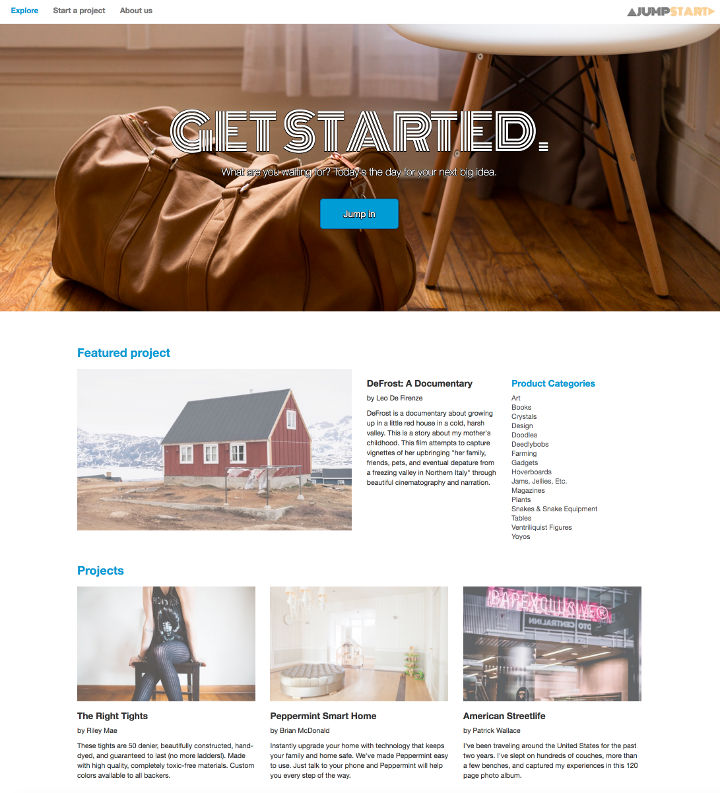 Explore Start a project About us
JUMPSTART
GET STARTED.
What are you waiting for? Today's the day for your next big idea.
Jump in
Featured project
DeFrost: A Documentary
by Leo De Firenze
DeFrost is a documentary about growing
up in a little red house in a cold, harsh
valley. This is a story about my mother's
childhood. This film attempts to capture
vignettes of her upbringing "her family,
friends, pets, and eventual depature from
a freezing valley in Northern Italy" through
beautiful cinematography and narration.
Product Categories
Art
Books
Crystals
Design
Doodles
Deediybobs
Farming
Gadgets
Hoverboards
Jams, Jellies, Etc.
Magazines
Plants
Snakes & Snake Equipment
Tables
Ventriliquist Figures
Yoyos
Projects
BAPEXCLUSIVE®
The Right Tights
by Riley Mae
These tights are 50 denier, beautifully constructed, hand-
dyed, and guaranteed to last (no more ladders!). Made
with high quality, completely toxic-free materials. Custom
colors available to all backers.
Peppermint Smart Home
by Brian McDonald
Instantly upgrade your home with technology that keeps
your family and home safe. We've made Peppermint easy
to use. Just talk to your phone and Peppermint will help
you every step of the way.
American Streetlife
by Patrick Wallace
I've been traveling around the United States for the past
two years. I've slept on hundreds of couches, more than
a few benches, and captured my experiences in this 120
page photo album.